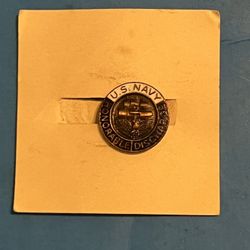 U.S. NAVY
HONORABLE DISCHARGE